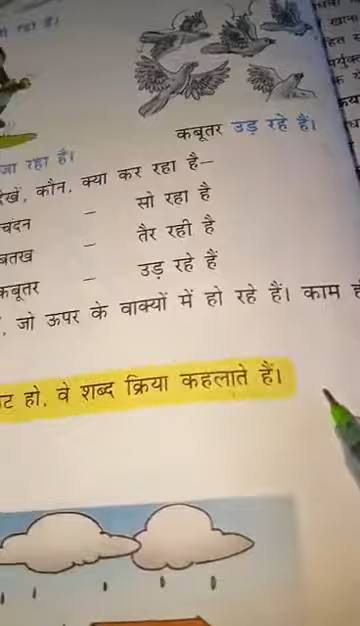 रहा है।
कबूतर उड़ रहे हैं।
जा रहा है।
देखें, कौन, क्या कर रहा है–
चंदन – सो रहा है
बतख – तैर रही है
कबूतर – उड़ रहे हैं
, जो ऊपर के वाक्यों में हो रहे हैं। काम
हो, वे शब्द क्रिया कहलाते हैं।